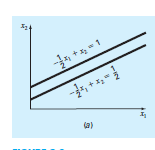 x₂
-1/2 x₁ + x₂ = 1
-1/2 x₁ + x₂ = 1/2
x₁
(a)